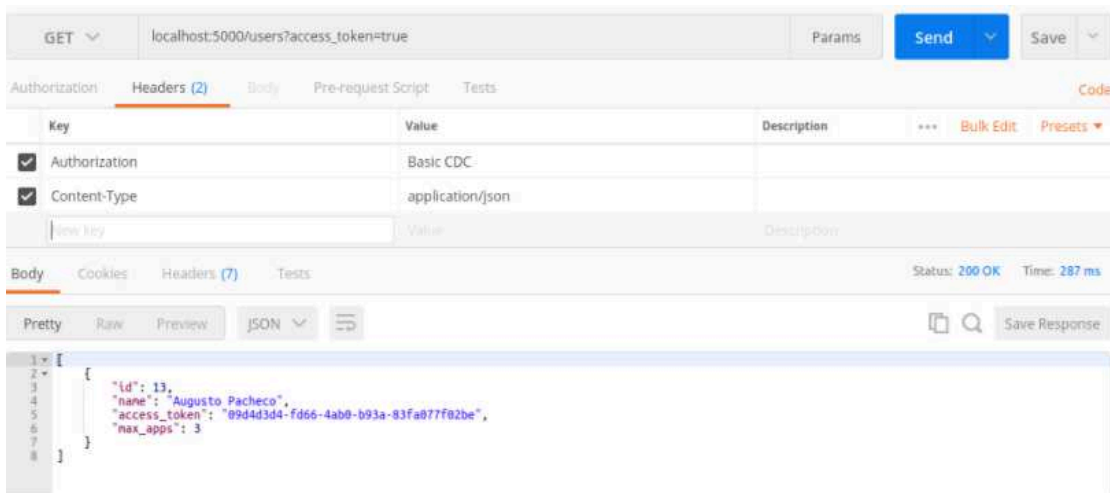 GET localhost:5000/users?access_token=true Params Send Save
Authorization Headers (2) Body Pre-request Script Tests Code
Key Value Description Bulk Edit Presets
Authorization Basic CDC
Content-Type application/json
New key Value Description
Body Cookies Headers (7) Tests Status: 200 OK Time: 287 ms
Pretty Raw Preview JSON Save Response
1 [
2 {
3 "id": 13,
4 "name": "Augusto Pacheco",
5 "access_token": "09d4d3d4-fd66-4ab0-b93a-83fa077f02be",
6 "max_apps": 3
7 }
8 ]